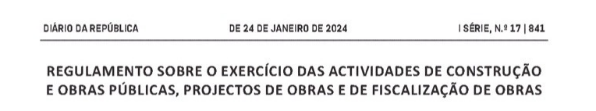 DIÁRIO DA REPÚBLICA DE 24 DE JANEIRO DE 2024 I SÉRIE, N.º 17 | 841
REGULAMENTO SOBRE O EXERCÍCIO DAS ACTIVIDADES DE CONSTRUÇÃO
E OBRAS PÚBLICAS, PROJECTOS DE OBRAS E DE FISCALIZAÇÃO DE OBRAS